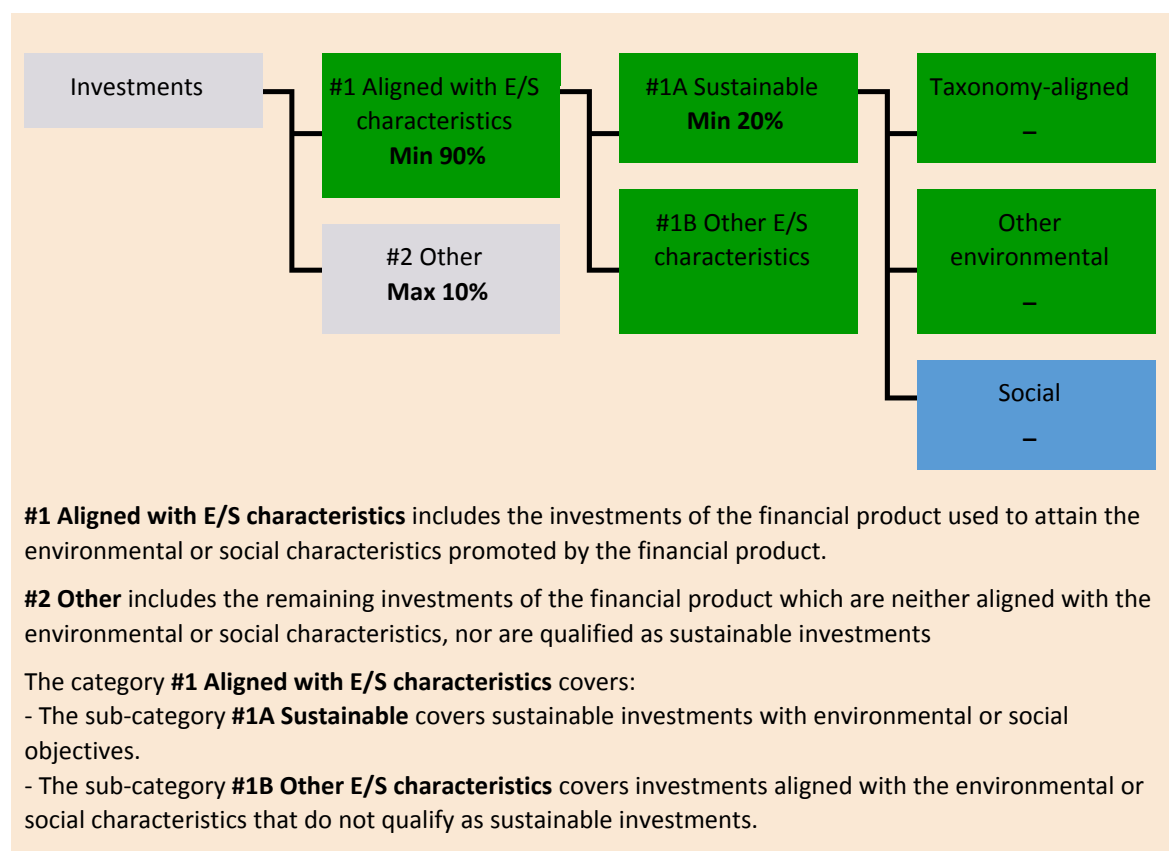 Investments
#1 Aligned with E/S
characteristics
Min 90%
#2 Other
Max 10%
#1A Sustainable
Min 20%
#1B Other E/S
characteristics
Taxonomy-aligned
–
Other
environmental
–
Social
–
#1 Aligned with E/S characteristics includes the investments of the financial product used to attain the
environmental or social characteristics promoted by the financial product.
#2 Other includes the remaining investments of the financial product which are neither aligned with the
environmental or social characteristics, nor are qualified as sustainable investments
The category #1 Aligned with E/S characteristics covers:
- The sub-category #1A Sustainable covers sustainable investments with environmental or social
objectives.
- The sub-category #1B Other E/S characteristics covers investments aligned with the environmental or
social characteristics that do not qualify as sustainable investments.